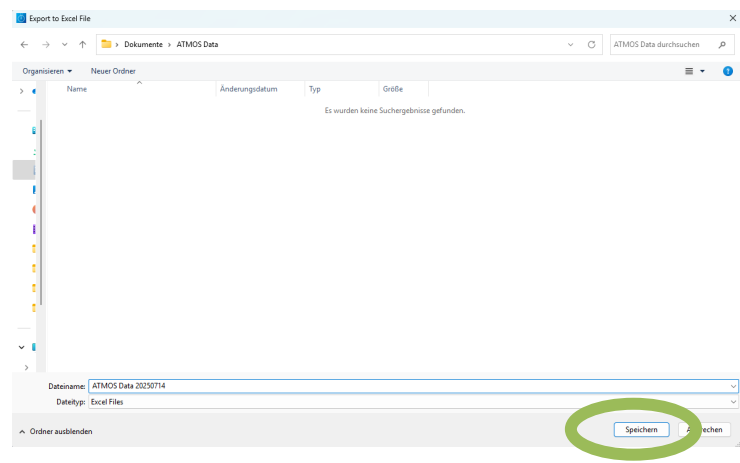 Export to Excel File
Dokumente > ATMOS Data
ATMOS Data durchsuchen
Organisieren
Neuer Ordner
Name Änderungsdatum Typ Größe
Es wurden keine Suchergebnisse gefunden.
Dateiname: ATMOS Data 20250714
Dateityp: Excel Files
Ordner ausblenden
Speichern